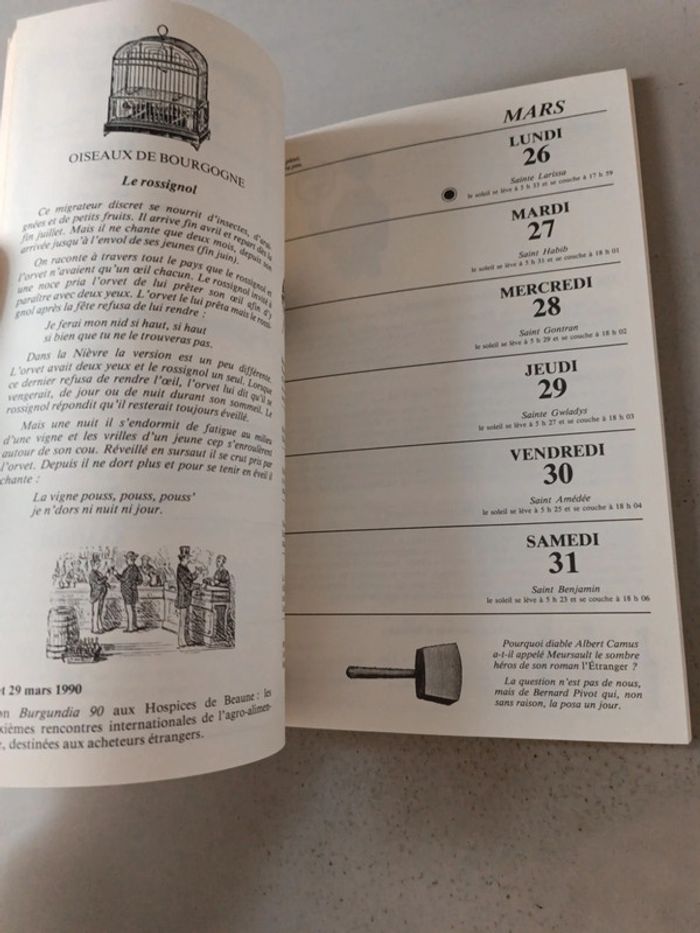 OISEAUX DE BOURGOGNE
Le rossignol
Ce migrateur discret se nourrit d'insectes, d'arai-
gnées et de petits fruits. Il arrive fin avril et repart dès la
fin juillet. Mais il ne chante que deux mois, depuis son
arrivée jusqu'à l'envol de ses jeunes (fin juin).
On raconte à travers tout le pays que le rossignol et
l'orvet n'avaient qu'un œil chacun. Le rossignol invité à
une noce pria l'orvet de lui prêter son œil afin d'y
paraître avec deux yeux. L'orvet le lui prêta mais le rossi-
gnol après la fête refusa de lui rendre :
Je ferai mon nid si haut, si haut
si bien que tu ne le trouveras pas.
Dans la Nièvre la version est un peu différente.
L'orvet avait deux yeux et le rossignol un seul. Lorsque
ce dernier refusa de rendre l'œil, l'orvet lui dit qu'il se
vengerait, de jour ou de nuit durant son sommeil. Le
rossignol répondit qu'il resterait toujours éveillé.
Mais une nuit il s'endormit de fatigue au milieu
d'une vigne et les vrilles d'un jeune cep s'enroulèrent
autour de son cou. Réveillé en sursaut il se crut pris par
l'orvet. Depuis il ne dort plus et pour se tenir en éveil il
chante :
La vigne pouss, pouss, pouss'
je n'dors ni nuit ni jour.
et 29 mars 1990
on Burgundia 90 aux Hospices de Beaune : les
xièmes rencontres internationales de l'agro-alimen-
e, destinées aux acheteurs étrangers.
MARS
LUNDI
26
Sainte Larissa
le soleil se lève à 5 h 33 et se couche à 17 h 59
MARDI
27
Saint Habib
le soleil se lève à 5 h 31 et se couche à 18 h 01
MERCREDI
28
Saint Gontran
le soleil se lève à 5 h 29 et se couche à 18 h 02
JEUDI
29
Sainte Gwladys
le soleil se lève à 5 h 27 et se couche à 18 h 03
VENDREDI
30
Saint Amédée
le soleil se lève à 5 h 25 et se couche à 18 h 04
SAMEDI
31
Saint Benjamin
le soleil se lève à 5 h 23 et se couche à 18 h 06
Pourquoi diable Albert Camus
a-t-il appelé Meursault le sombre
héros de son roman l'Étranger ?
La question n'est pas de nous,
mais de Bernard Pivot qui, non
sans raison, la posa un jour.